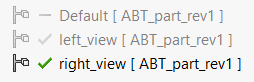 Default [ ABT_part_rev1 ]
left_view [ ABT_part_rev1 ]
right_view [ ABT_part_rev1 ]